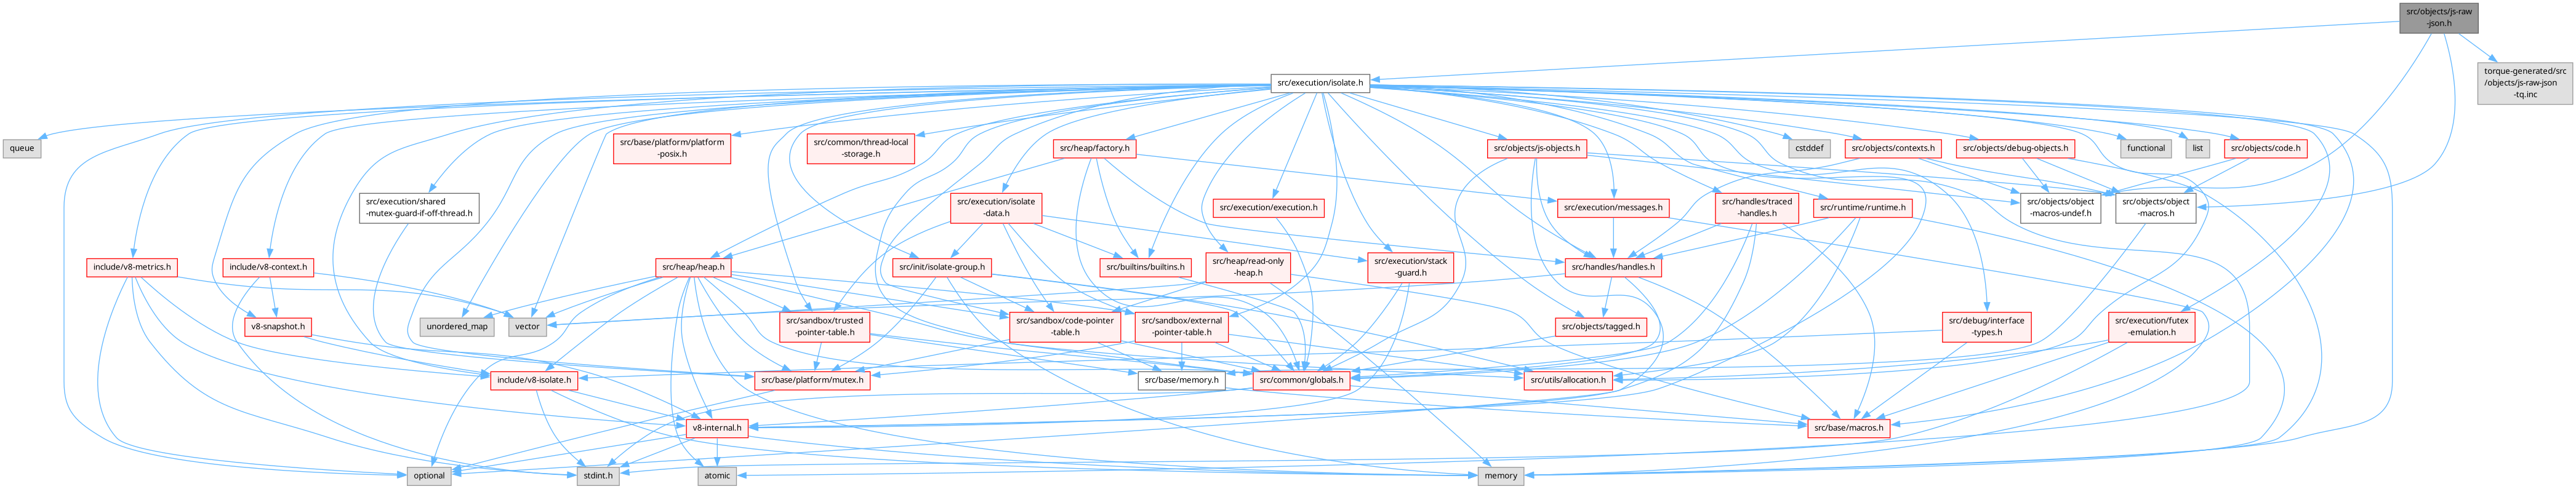 src/objects/js-raw
-json.h
src/execution/isolate.h
torque-generated/src
/objects/js-raw-json
-tq.inc
queue
src/base/platform/platform
-posix.h
src/common/thread-local
-storage.h
src/heap/factory.h
src/objects/js-objects.h
cstddef
src/objects/contexts.h
src/objects/debug-objects.h
functional
list
src/objects/code.h
src/execution/shared
-mutex-guard-if-off-thread.h
src/execution/isolate
-data.h
src/execution/execution.h
src/execution/messages.h
src/handles/traced
-handles.h
src/runtime/runtime.h
src/objects/object
-macros-undef.h
src/objects/object
-macros.h
include/v8-metrics.h
include/v8-context.h
src/heap/heap.h
src/init/isolate-group.h
src/builtins/builtins.h
src/heap/read-only
-heap.h
src/execution/stack
-guard.h
src/handles/handles.h
v8-snapshot.h
unordered_map
vector
src/sandbox/trusted
-pointer-table.h
src/sandbox/code-pointer
-table.h
src/sandbox/external
-pointer-table.h
src/objects/tagged.h
src/debug/interface
-types.h
src/execution/futex
-emulation.h
include/v8-isolate.h
src/base/platform/mutex.h
src/base/memory.h
src/common/globals.h
src/utils/allocation.h
v8-internal.h
src/base/macros.h
optional
stdint.h
atomic
memory